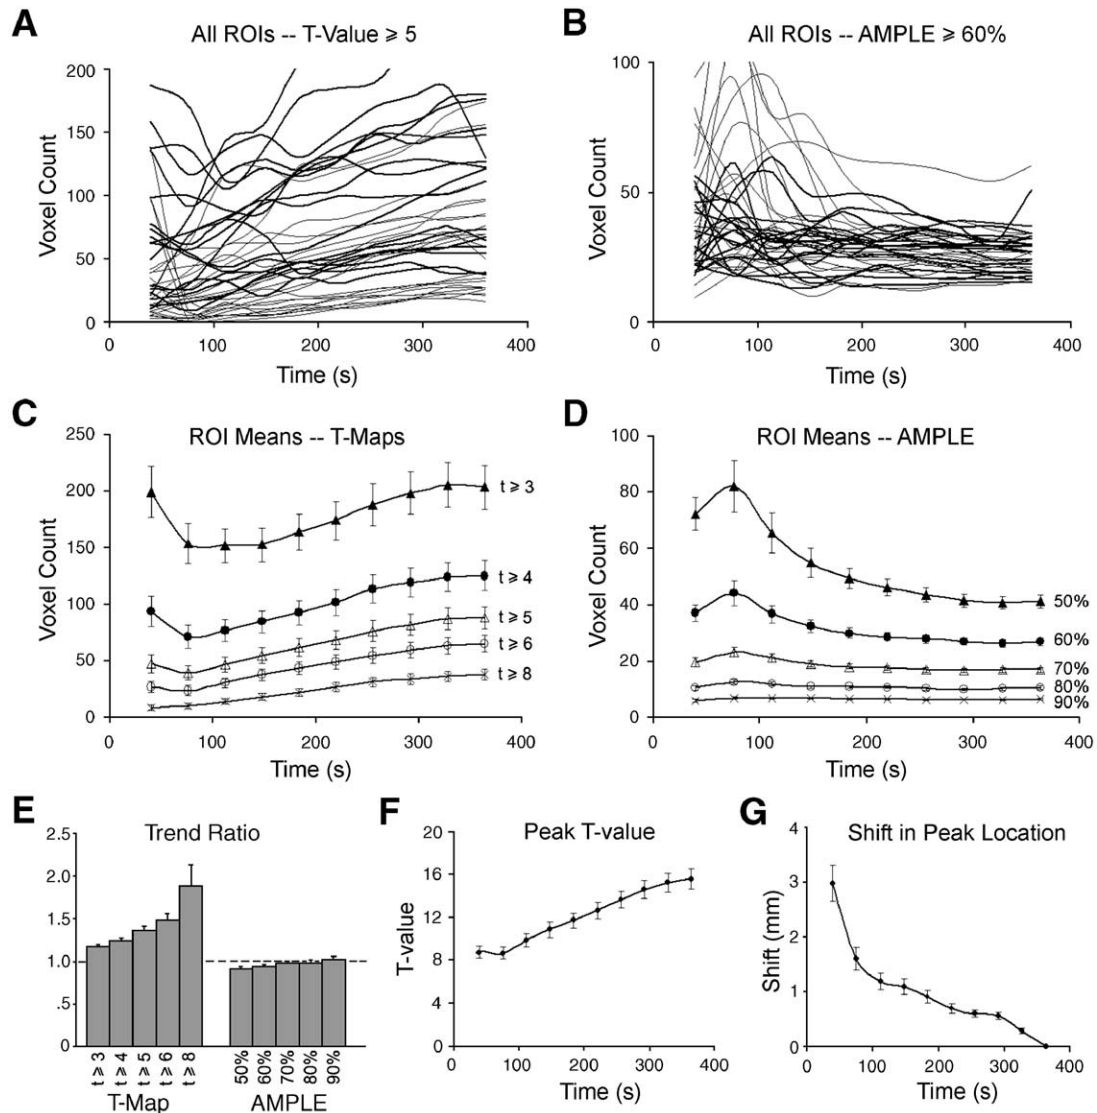 A
All ROIs -- T-Value ⩾ 5
200
150
100
50
0
Voxel Count
0 100 200 300 400
Time (s)
B
All ROIs -- AMPLE ⩾ 60%
100
50
0
Voxel Count
0 100 200 300 400
Time (s)
C
ROI Means -- T-Maps
250
200
150
100
50
0
Voxel Count
t ⩾ 3
t ⩾ 4
t ⩾ 5
t ⩾ 6
t ⩾ 8
0 100 200 300 400
Time (s)
D
ROI Means -- AMPLE
100
80
60
40
20
0
Voxel Count
50%
60%
70%
80%
90%
0 100 200 300 400
Time (s)
E
Trend Ratio
2.5
2.0
1.5
1.0
.5
0
t ⩾ 3
t ⩾ 4
t ⩾ 5
t ⩾ 6
t ⩾ 8
50%
60%
70%
80%
90%
T-Map
AMPLE
F
Peak T-value
20
16
12
8
4
0
T-value
0 100 200 300 400
Time (s)
G
Shift in Peak Location
4
3
2
1
0
Shift (mm)
0 100 200 300 400
Time (s)